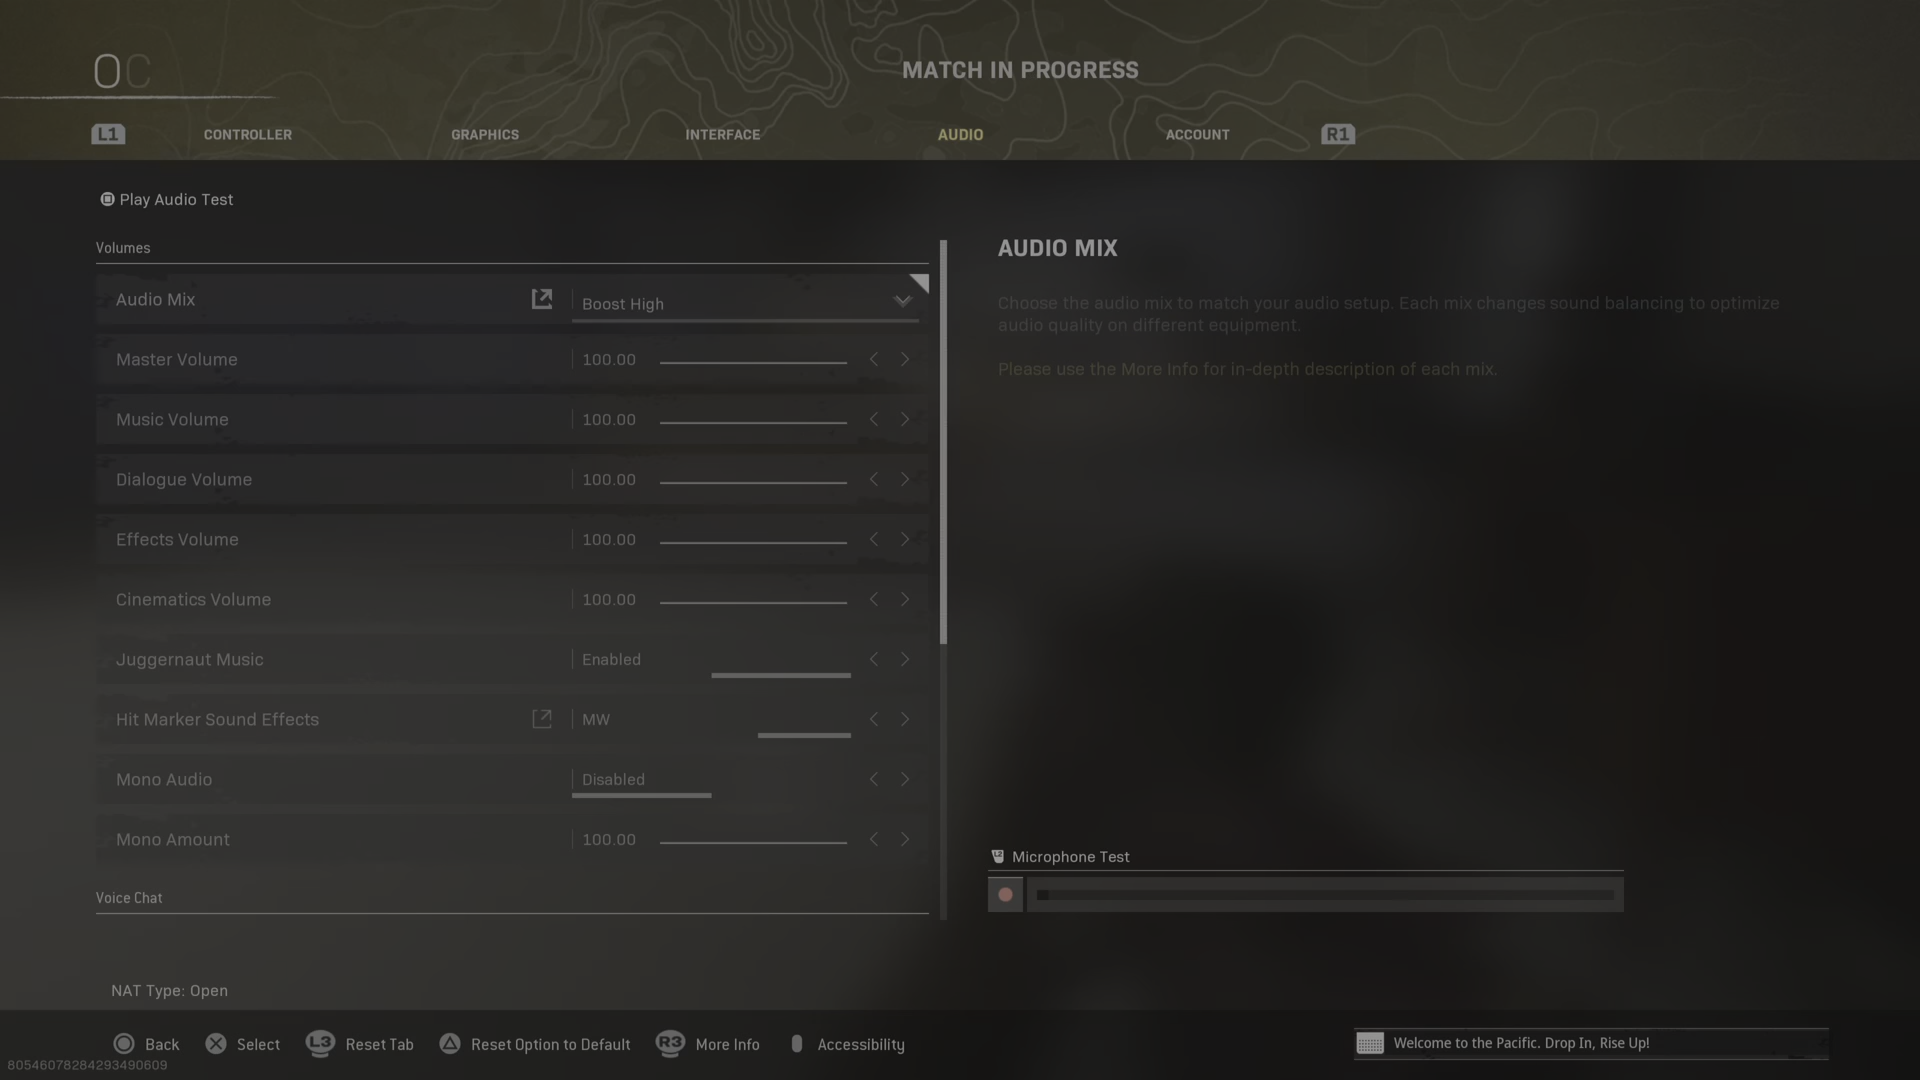 OC
MATCH IN PROGRESS
L1 CONTROLLER GRAPHICS INTERFACE AUDIO ACCOUNT R1
Play Audio Test
Volumes
Audio Mix Boost High
Master Volume 100.00
Music Volume 100.00
Dialogue Volume 100.00
Effects Volume 100.00
Cinematics Volume 100.00
Juggernaut Music Enabled
Hit Marker Sound Effects MW
Mono Audio Disabled
Mono Amount 100.00
Voice Chat
AUDIO MIX
Choose the audio mix to match your audio setup. Each mix changes sound balancing to optimize
audio quality on different equipment.
Please use the More Info for in-depth description of each mix.
Microphone Test
NAT Type: Open
Back Select L3 Reset Tab Reset Option to Default R3 More Info Accessibility
Welcome to the Pacific. Drop In, Rise Up!
80546078284293490609